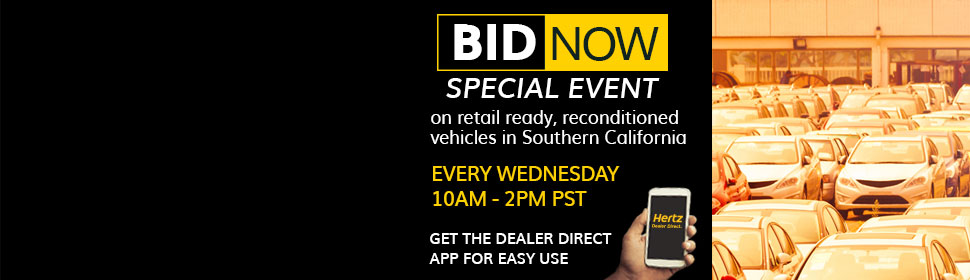 BID NOW
SPECIAL EVENT
on retail ready, reconditioned
vehicles in Southern California
EVERY WEDNESDAY
10AM - 2PM PST
Hertz
Dealer Direct.
GET THE DEALER DIRECT
APP FOR EASY USE